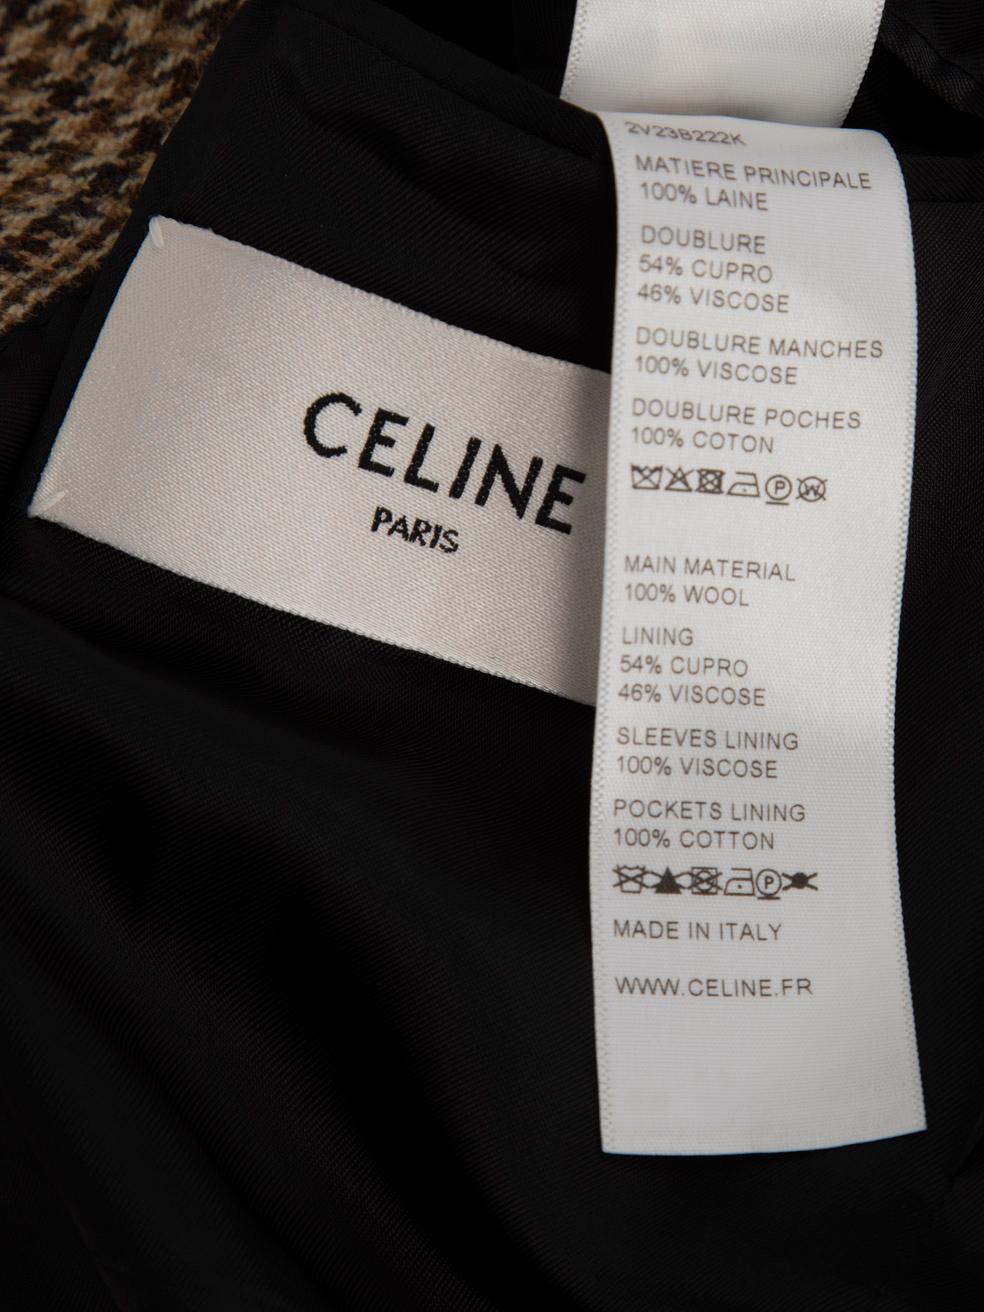 CELINE
PARIS
2V23B222K
MATIERE PRINCIPALE
100% LAINE
DOUBLURE
54% CUPRO
46% VISCOSE
DOUBLURE MANCHES
100% VISCOSE
DOUBLURE POCHES
100% COTON
P W
MAIN MATERIAL
100% WOOL
LINING
54% CUPRO
46% VISCOSE
SLEEVES LINING
100% VISCOSE
POCKETS LINING
100% COTTON
P
MADE IN ITALY
WWW.CELINE.FR